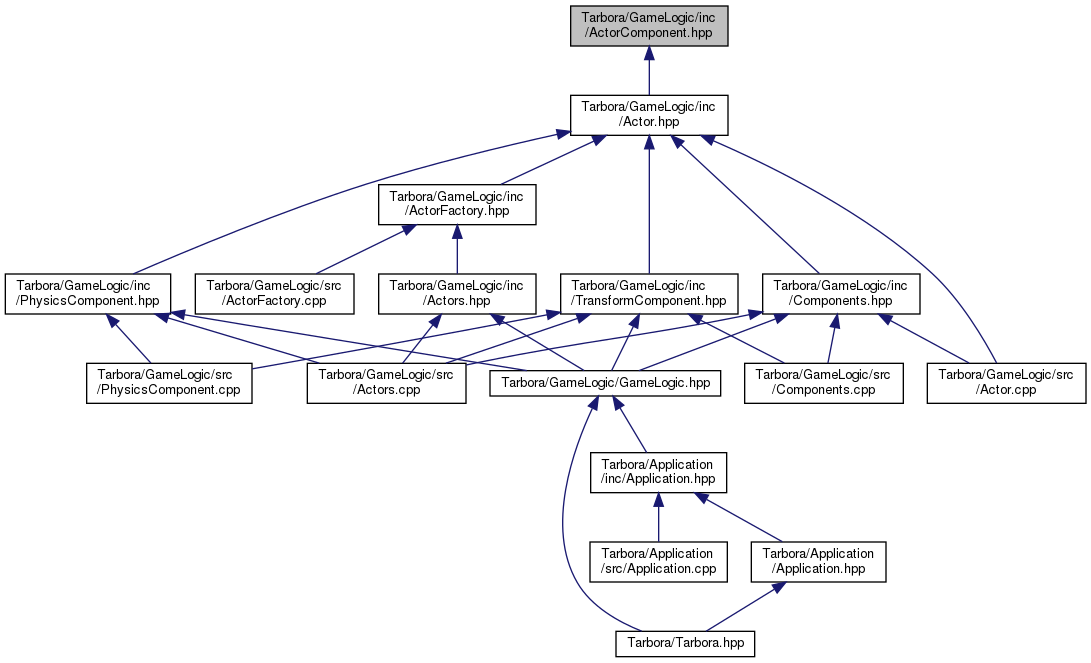 Tarbora/GameLogic/inc
/ActorComponent.hpp
Tarbora/GameLogic/inc
/Actor.hpp
Tarbora/GameLogic/inc
/ActorFactory.hpp
Tarbora/GameLogic/inc
/PhysicsComponent.hpp
Tarbora/GameLogic/src
/ActorFactory.cpp
Tarbora/GameLogic/inc
/Actors.hpp
Tarbora/GameLogic/inc
/TransformComponent.hpp
Tarbora/GameLogic/inc
/Components.hpp
Tarbora/GameLogic/src
/PhysicsComponent.cpp
Tarbora/GameLogic/src
/Actors.cpp
Tarbora/GameLogic/GameLogic.hpp
Tarbora/GameLogic/src
/Components.cpp
Tarbora/GameLogic/src
/Actor.cpp
Tarbora/Application
/inc/Application.hpp
Tarbora/Application
/src/Application.cpp
Tarbora/Application
/Application.hpp
Tarbora/Tarbora.hpp